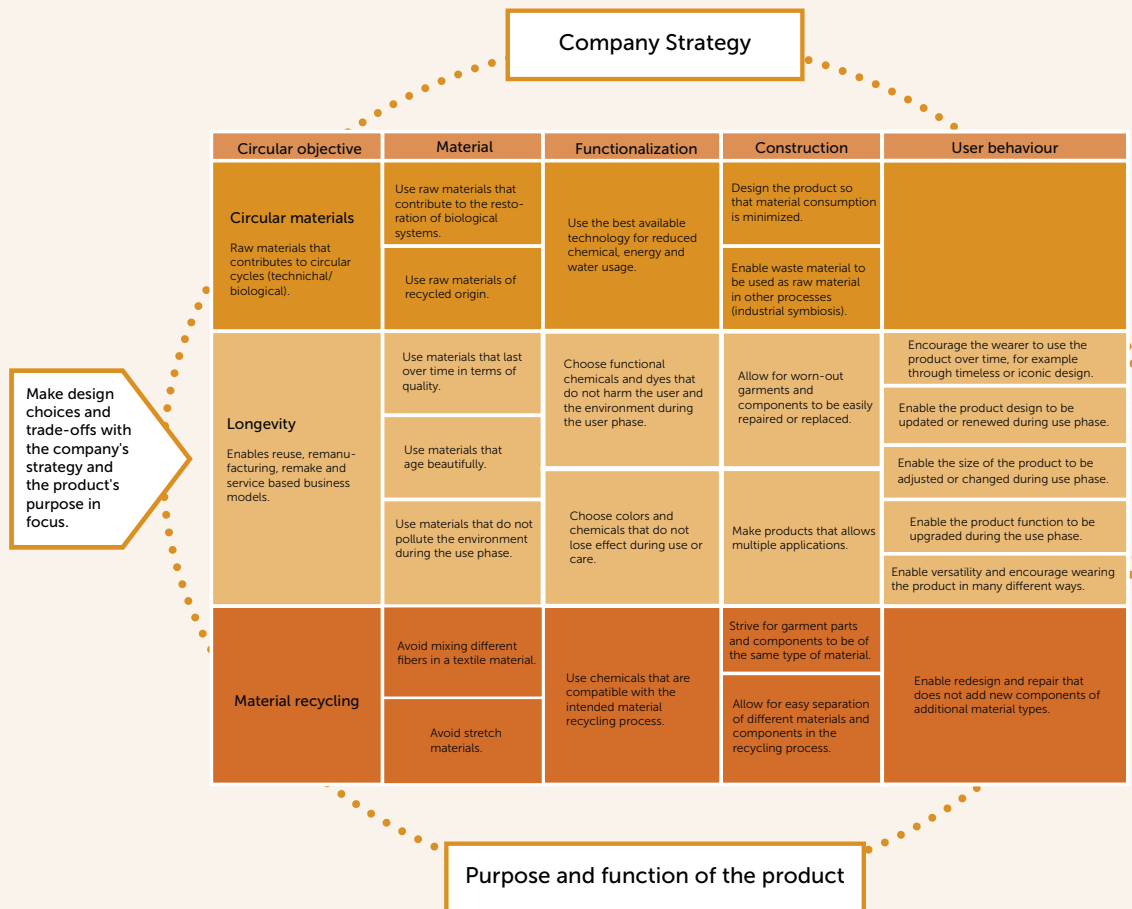 Company Strategy
Circular objective
Material
Functionalization
Construction
User behaviour
Circular materials
Raw materials that
contributes to circular
cycles (technichal/
biological).
Use raw materials that
contribute to the resto-
ration of biological
systems.
Use raw materials of
recycled origin.
Use the best available
technology for reduced
chemical, energy and
water usage.
Design the product so
that material consumption
is minimized.
Enable waste material to
be used as raw material
in other processes
(industrial symbiosis).
Make design
choices and
trade-offs with
the company's
strategy and
the product's
purpose in
focus.
Longevity
Enables reuse, remanu-
facturing, remake and
service based business
models.
Use materials that last
over time in terms of
quality.
Use materials that
age beautifully.
Use materials that do not
pollute the environment
during the use phase.
Choose functional
chemicals and dyes that
do not harm the user and
the environment during
the user phase.
Choose colors and
chemicals that do not
lose effect during use or
care.
Allow for worn-out
garments and
components to be easily
repaired or replaced.
Make products that allows
multiple applications.
Encourage the wearer to use the
product over time, for example
through timeless or iconic design.
Enable the product design to be
updated or renewed during use phase.
Enable the size of the product to be
adjusted or changed during use phase.
Enable the product function to be
upgraded during the use phase.
Enable versatility and encourage wearing
the product in many different ways.
Material recycling
Avoid mixing different
fibers in a textile material.
Avoid stretch
materials.
Use chemicals that are
compatible with the
intended material
recycling process.
Strive for garment parts
and components to be of
the same type of material.
Allow for easy separation
of different materials and
components in the
recycling process.
Enable redesign and repair that
does not add new components of
additional material types.
Purpose and function of the product